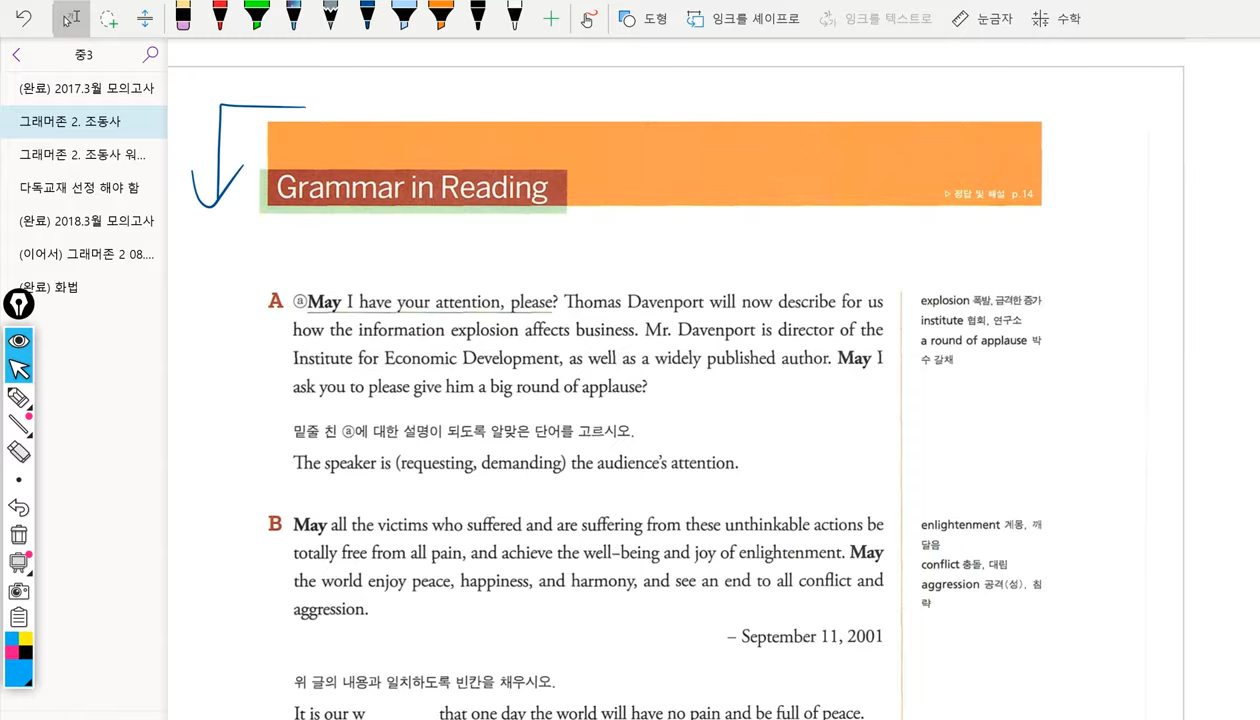 도형
잉크를 셰이프로
잉크를 텍스트로
눈금자
수학
중3
(완료) 2017.3월 모의고사
그래머존 2. 조동사
그래머존 2. 조동사 워...
다독교재 선정 해야 함
(완료) 2018.3월 모의고사
(이어서) 그래머존 2 08....
(완료) 화법
Grammar in Reading
▷ 정답 및 해설 p.14
A ⓐMay I have your attention, please? Thomas Davenport will now describe for us
how the information explosion affects business. Mr. Davenport is director of the
Institute for Economic Development, as well as a widely published author. May I
ask you to please give him a big round of applause?
explosion 폭발, 급격한 증가
institute 협회, 연구소
a round of applause 박
수 갈채
밑줄 친 ⓐ에 대한 설명이 되도록 알맞은 단어를 고르시오.
The speaker is (requesting, demanding) the audience's attention.
B May all the victims who suffered and are suffering from these unthinkable actions be
totally free from all pain, and achieve the well–being and joy of enlightenment. May
the world enjoy peace, happiness, and harmony, and see an end to all conflict and
aggression.
– September 11, 2001
enlightenment 계몽, 깨
달음
conflict 충돌, 대립
aggression 공격(성), 침
략
위 글의 내용과 일치하도록 빈칸을 채우시오.
It is our w that one day the world will have no pain and be full of peace.